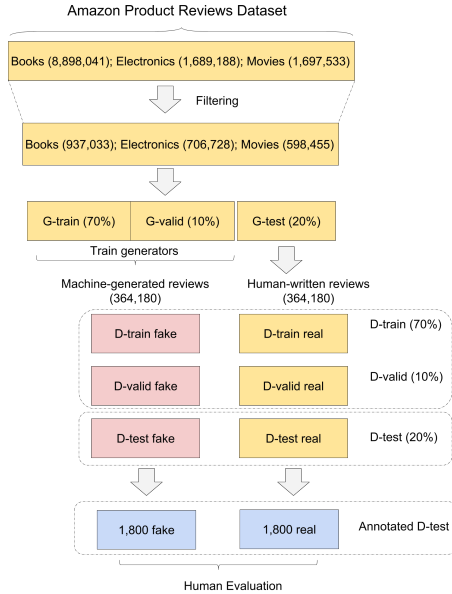 Amazon Product Reviews Dataset
Books (8,898,041); Electronics (1,689,188); Movies (1,697,533)
Filtering
Books (937,033); Electronics (706,728); Movies (598,455)
G-train (70%)
G-valid (10%)
G-test (20%)
Train generators
Machine-generated reviews
(364,180)
Human-written reviews
(364,180)
D-train fake
D-train real
D-train (70%)
D-valid fake
D-valid real
D-valid (10%)
D-test fake
D-test real
D-test (20%)
1,800 fake
1,800 real
Annotated D-test
Human Evaluation